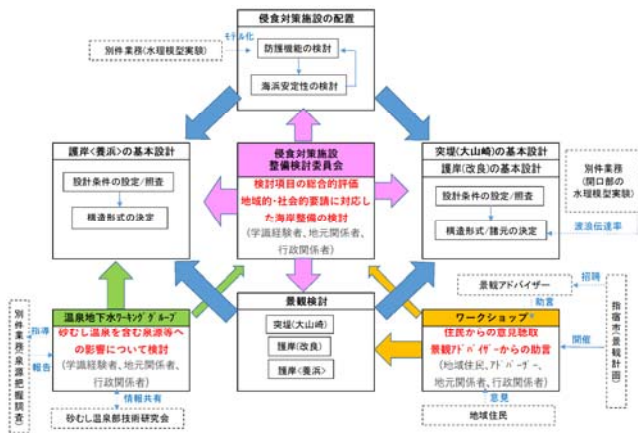 侵食対策施設の配置
モデル化
別件業務(水理模型実験)
防護機能の検討
海浜安定性の検討
護岸<養浜>の基本設計
設計条件の設定/照査
構造形式の決定
侵食対策施設
整備検討委員会
検討項目の総合的評価
地域的・社会的要請に対応し
た海岸整備の検討
(学識経験者、地元関係者、
行政関係者)
突堤(大山崎)の基本設計
護岸(改良)の基本設計
設計条件の設定/照査
構造形式/諸元の決定
別件業務
(開口部の
水理模型実験)
波浪伝達率
温泉地下水ワーキンググループ
砂むし温泉を含む泉源等へ
の影響について検討
(学識経験者、地元関係者、
行政関係者)
別件業務(泉源把握調査)
指導
報告
情報共有
砂むし温泉部技術研究会
景観検討
突堤(大山崎)
護岸(改良)
護岸<養浜>
景観アドバイザー
招聘
助言
ワークショップ
住民からの意見聴取
景観アドバイザーからの助言
(地域住民、アドバイザー、
地元関係者、行政関係者)
開催
指宿市(景観計画)
意見
地域住民